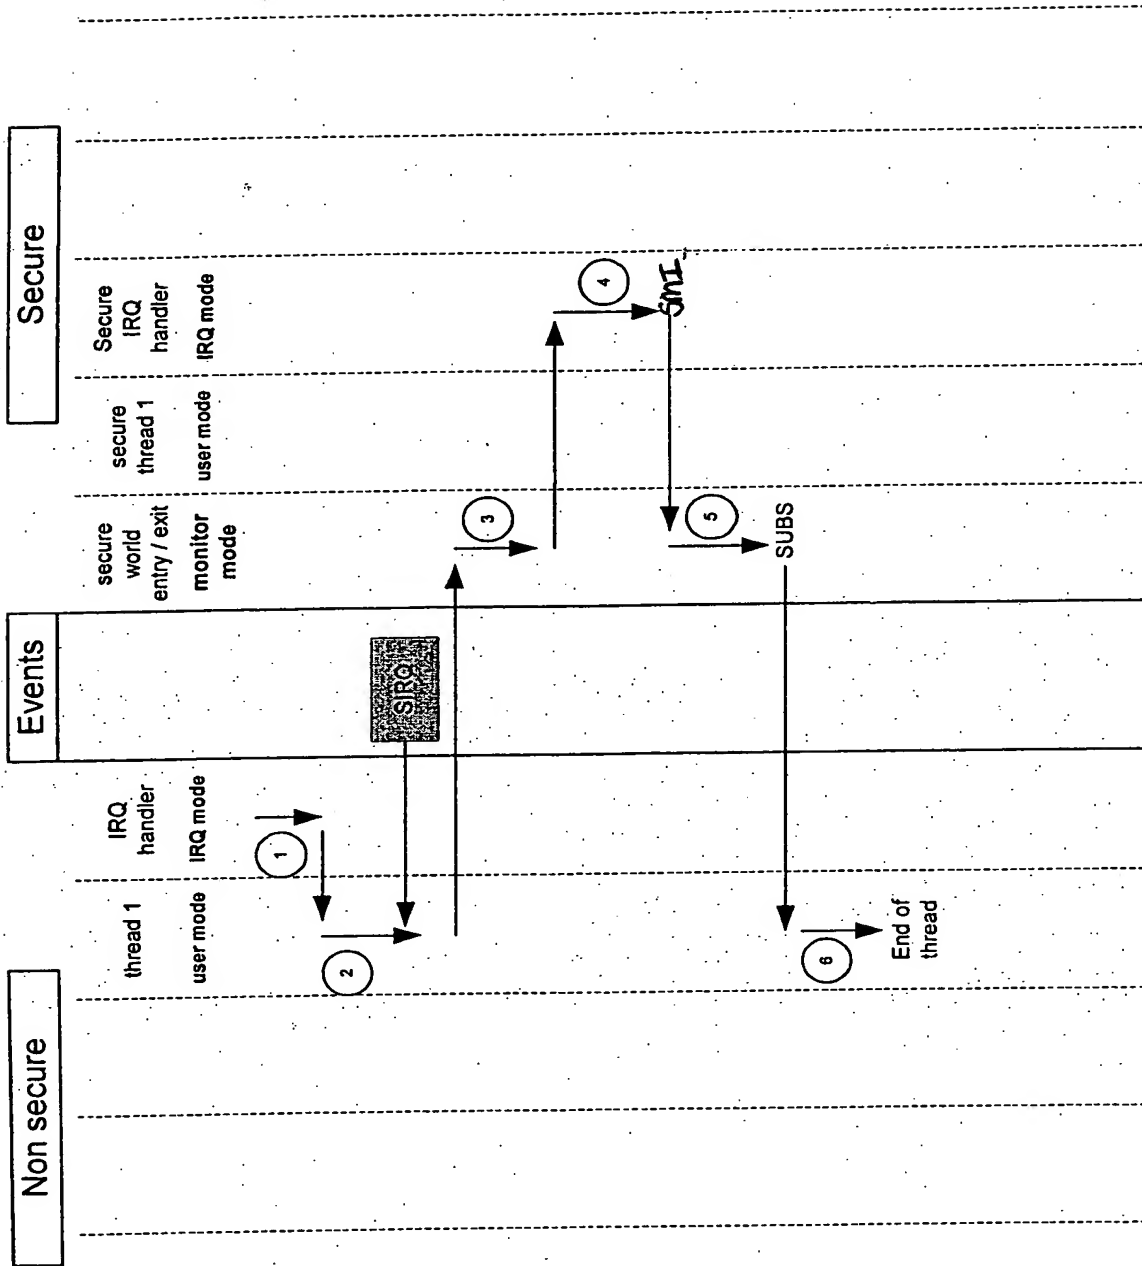 Non secure
Events
Secure
thread 1
user mode
IRQ
handler
IRQ mode
secure
world
entry / exit
monitor
mode
secure
thread 1
user mode
Secure
IRQ
handler
IRQ mode
1
2
SIRQ
3
4
SMI
5
SUBS
6
End of
thread